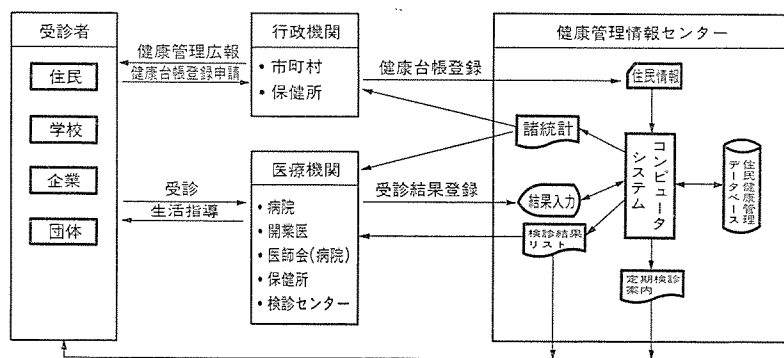 受診者
住民
学校
企業
団体
健康管理広報
健康台帳登録申請
受診
生活指導
行政機関
・市町村
・保健所
医療機関
・病院
・開業医
・医師会(病院)
・保健所
・検診センター
健康台帳登録
受診結果登録
健康管理情報センター
住民情報
諸統計
コンピュータ
システム
住民健康管理
データベース
結果入力
検診結果
リスト
定期検診
案内